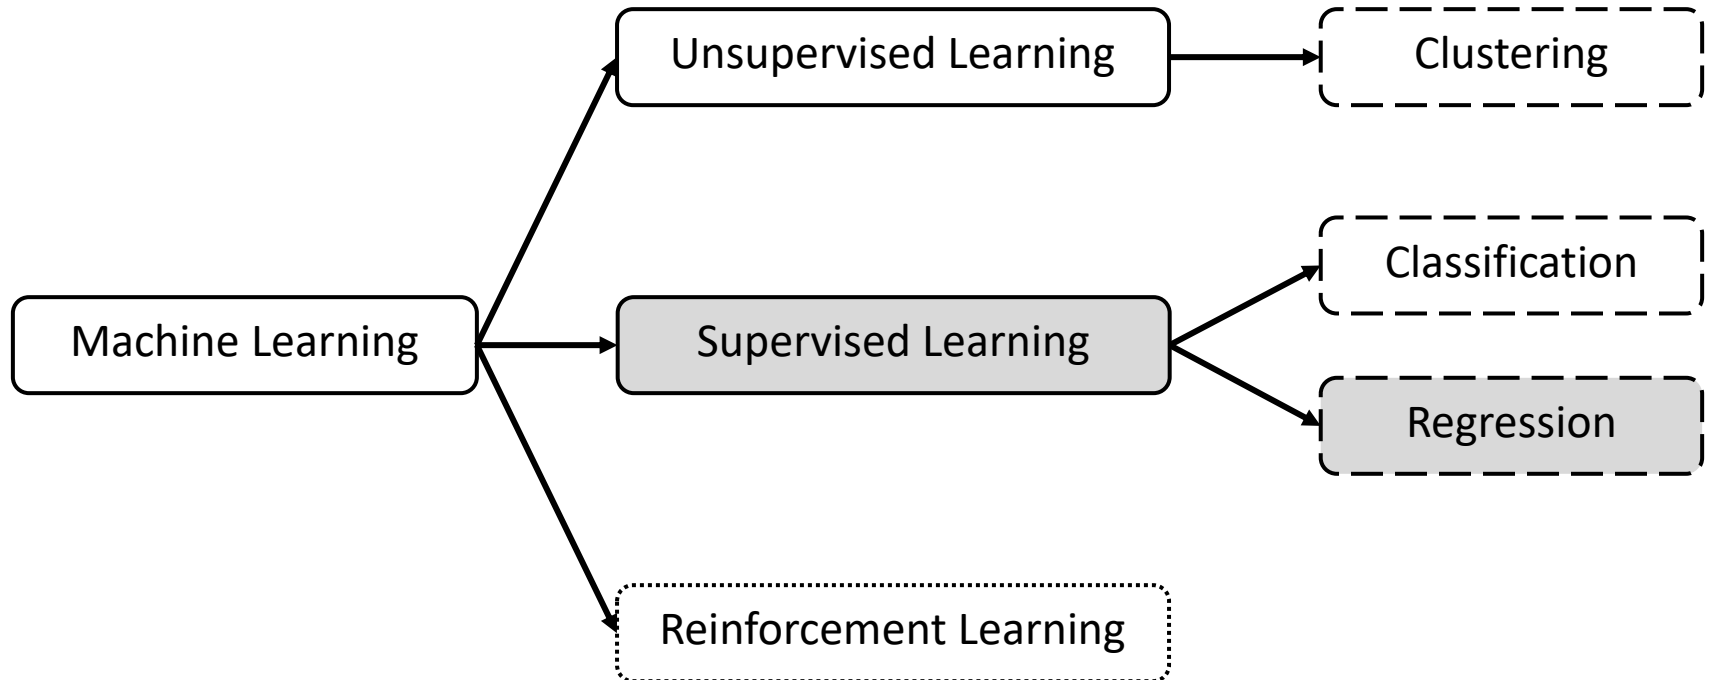 Unsupervised Learning
Clustering
Classification
Machine Learning
Supervised Learning
Regression
Reinforcement Learning